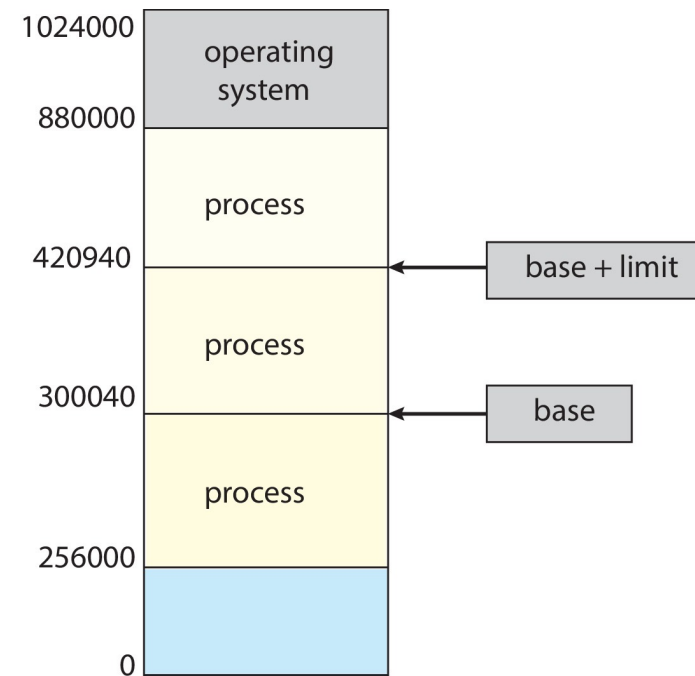 1024000
operating
system
880000
process
420940
base + limit
process
300040
base
process
256000
0